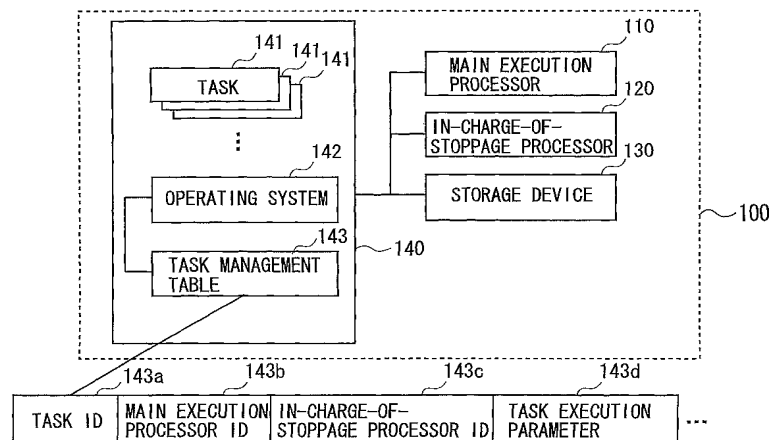 141
141
141
TASK
⋮
142
OPERATING SYSTEM
143
TASK MANAGEMENT
TABLE
140
110
MAIN EXECUTION
PROCESSOR
120
IN-CHARGE-OF-
STOPPAGE PROCESSOR
130
STORAGE DEVICE
100
143a
143b
143c
143d
TASK ID
MAIN EXECUTION
PROCESSOR ID
IN-CHARGE-OF-
STOPPAGE PROCESSOR ID
TASK EXECUTION
PARAMETER
...